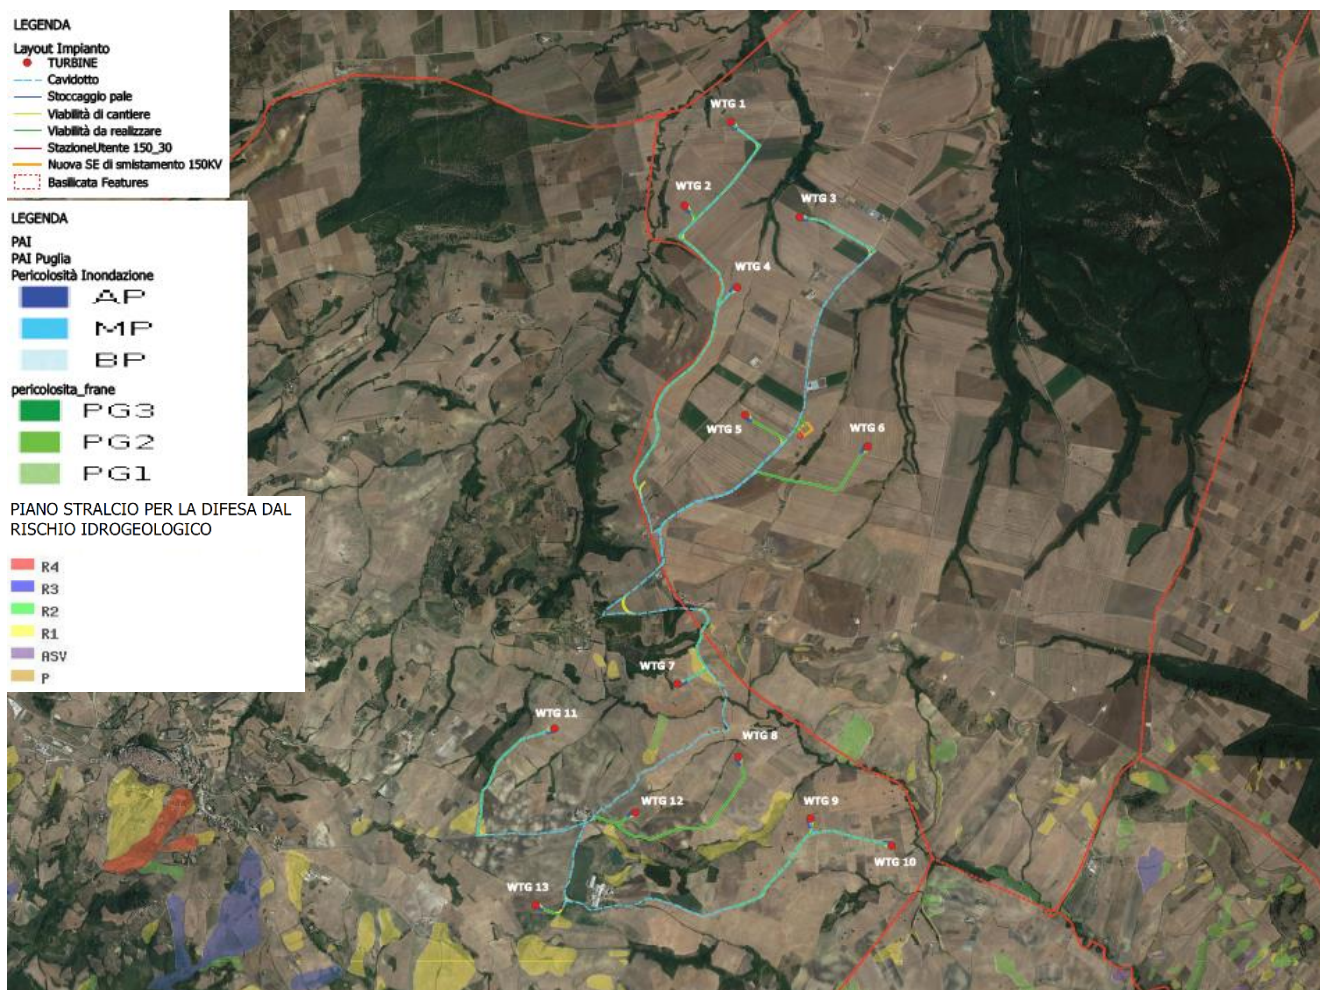 LEGENDA
Layout Impianto
TURBINE
Cavidotto
Stoccaggio pale
Viabilità di cantiere
Viabilità da realizzare
StazioneUtente 150_30
Nuova SE di smistamento 150KV
Basilicata Features
LEGENDA
PAI
PAI Puglia
Pericolosità Inondazione
AP
MP
BP
pericolosita_frane
PG3
PG2
PG1
PIANO STRALCIO PER LA DIFESA DAL
RISCHIO IDROGEOLOGICO
R4
R3
R2
R1
ASV
P
WTG 1
WTG 2
WTG 3
WTG 4
WTG 5
WTG 6
WTG 7
WTG 11
WTG 8
WTG 12
WTG 9
WTG 10
WTG 13